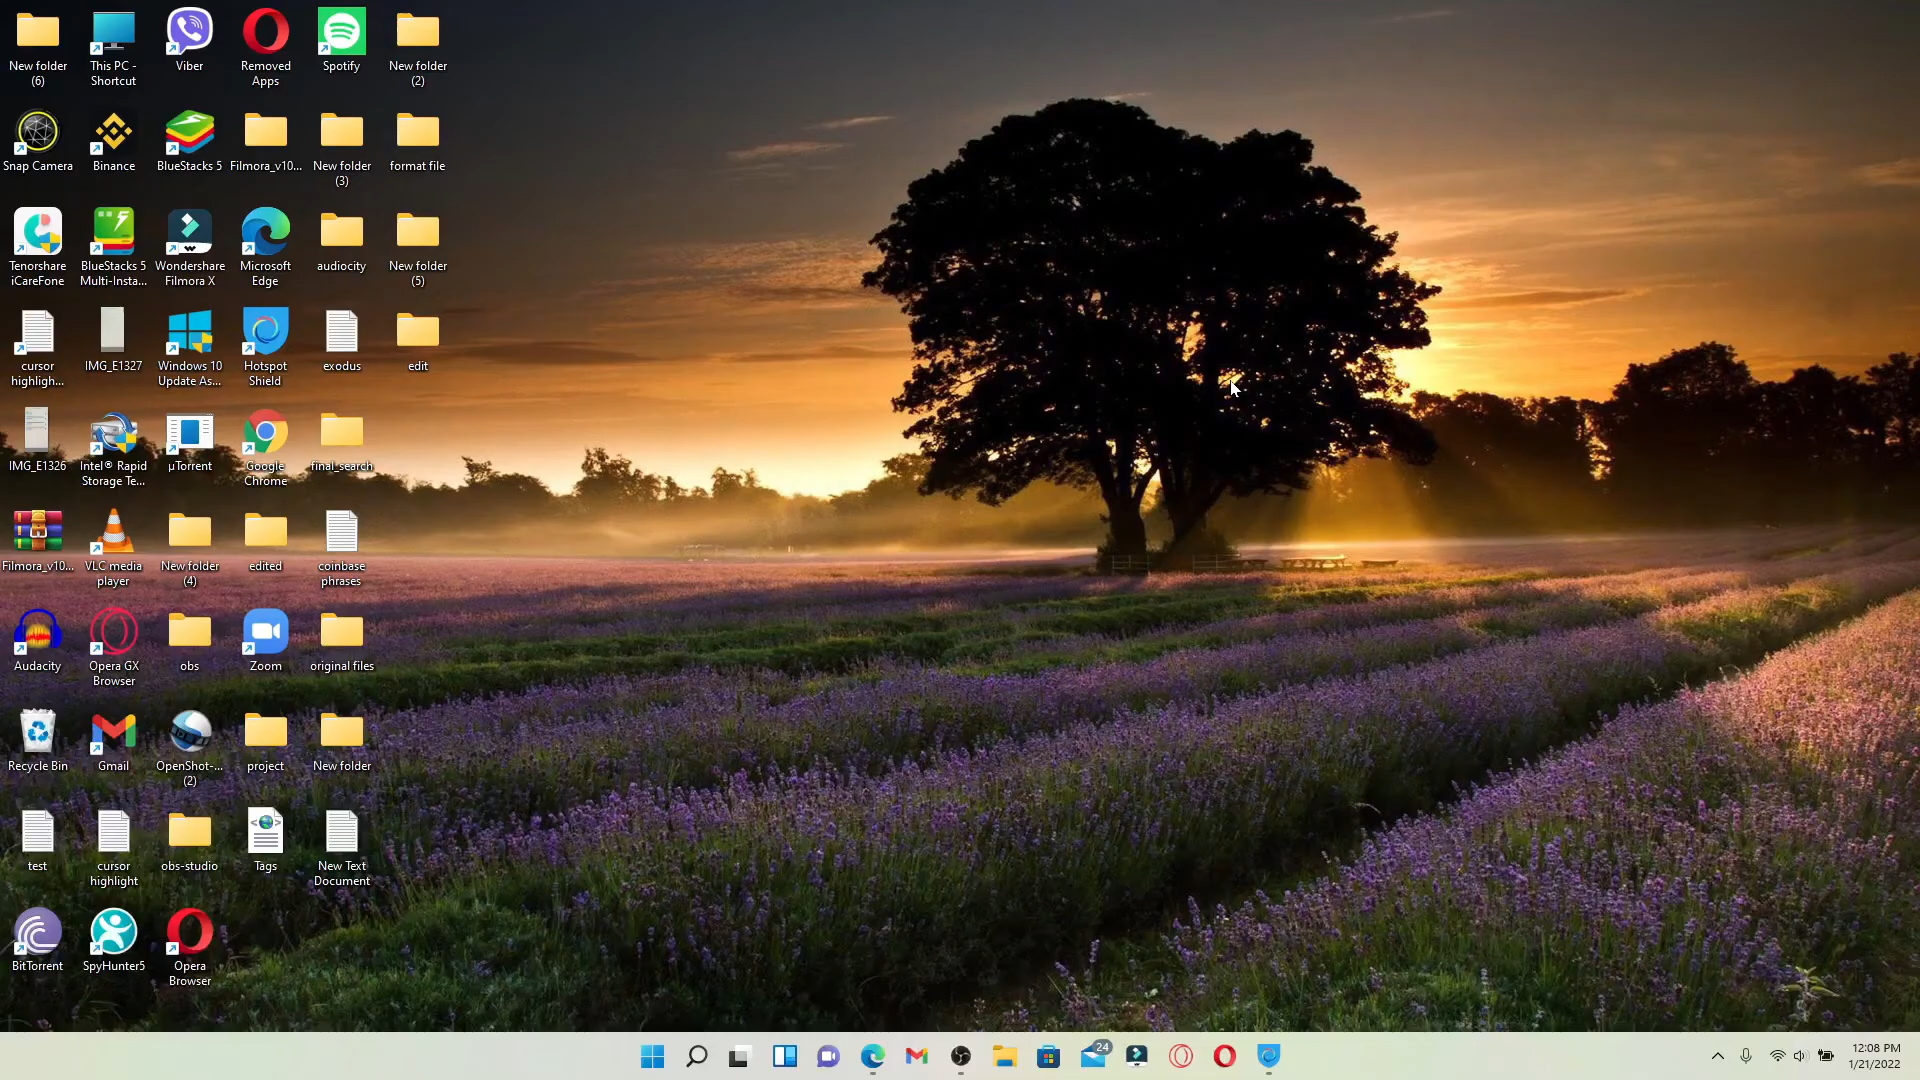 New folder
(6)
This PC -
Shortcut
Viber
Removed
Apps
Spotify
New folder
(2)
Snap Camera
Binance
BlueStacks 5
Filmora_v10...
New folder
(3)
format file
Tenorshare
iCareFone
BlueStacks 5
Multi-Insta...
Wondershare
Filmora X
Microsoft
Edge
audiocity
New folder
(5)
cursor
highligh...
IMG_E1327
Windows 10
Update As...
Hotspot
Shield
exodus
edit
IMG_E1326
Intel® Rapid
Storage Te...
µTorrent
Google
Chrome
final_search
Filmora_v10...
VLC media
player
New folder
(4)
edited
coinbase
phrases
Audacity
Opera GX
Browser
obs
Zoom
original files
Recycle Bin
Gmail
OpenShot-...
(2)
project
New folder
test
cursor
highlight
obs-studio
Tags
New Text
Document
BitTorrent
SpyHunter5
Opera
Browser
24
12:08 PM
1/21/2022